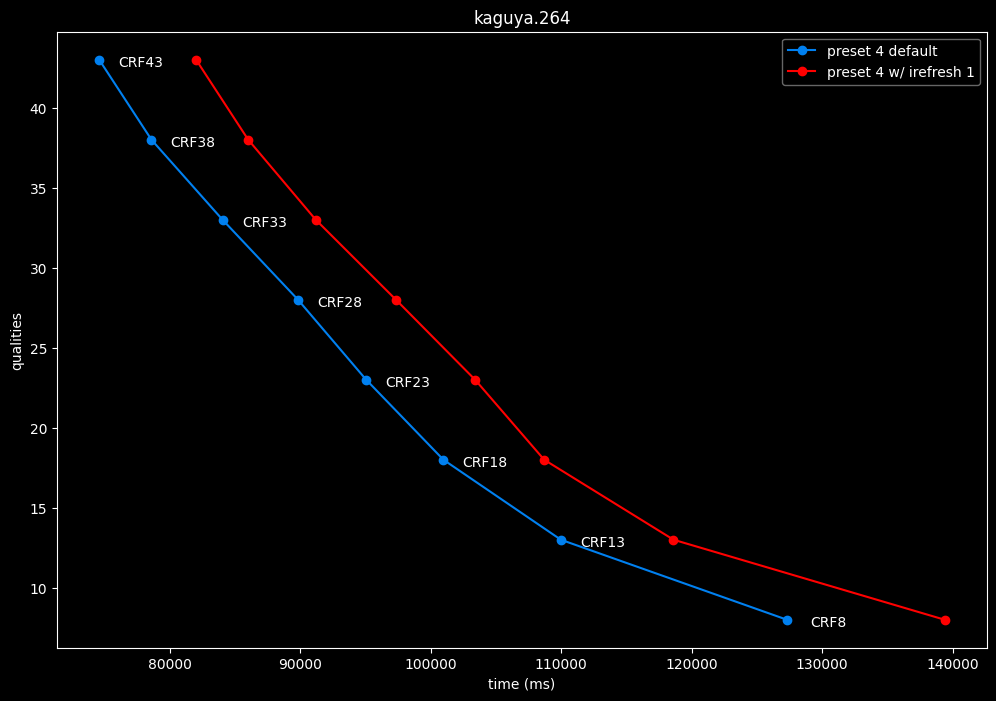 kaguya.264
preset 4 default
preset 4 w/ irefresh 1
CRF43
CRF38
CRF33
CRF28
CRF23
CRF18
CRF13
CRF8
qualities
40
35
30
25
20
15
10
80000
90000
100000
110000
120000
130000
140000
time (ms)